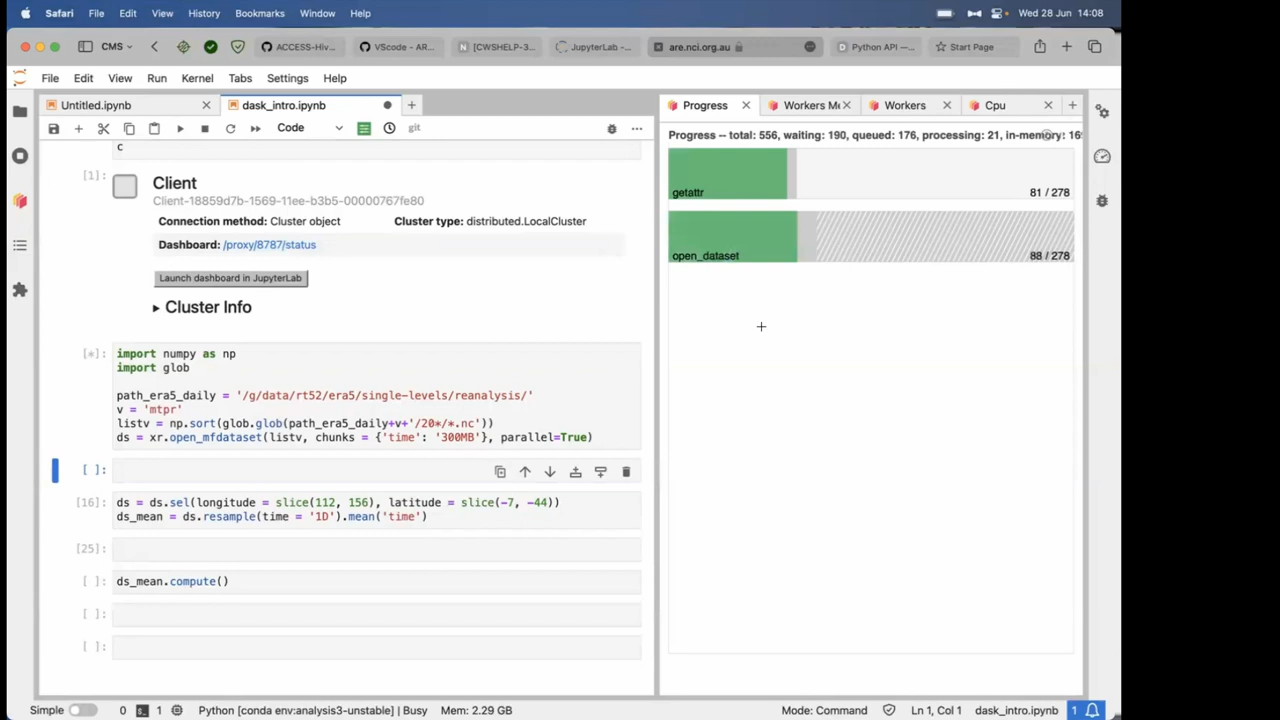 Safari File Edit View History Bookmarks Window Help Wed 28 Jun 14:08
CMS ACCESS-Hiv... VScode - AR... [CWSHELP-3... JupyterLab -... are.nci.org.au Python API —... Start Page
File Edit View Run Kernel Tabs Settings Help
Untitled.ipynb dask_intro.ipynb
Code git
c
[1]: Client
Client-18859d7b-1569-11ee-b3b5-00000767fe80
Connection method: Cluster object Cluster type: distributed.LocalCluster
Dashboard: /proxy/8787/status
Launch dashboard in JupyterLab
Cluster Info
[*]: import numpy as np
import glob
path_era5_daily = '/g/data/rt52/era5/single-levels/reanalysis/'
v = 'mtpr'
listv = np.sort(glob.glob(path_era5_daily+v+'/20*/*.nc'))
ds = xr.open_mfdataset(listv, chunks = {'time': '300MB'}, parallel=True)
[ ]:
[16]: ds = ds.sel(longitude = slice(112, 156), latitude = slice(-7, -44))
ds_mean = ds.resample(time = '1D').mean('time')
[25]:
[ ]: ds_mean.compute()
[ ]:
[ ]:
Progress Workers Me Workers Cpu
Progress -- total: 556, waiting: 190, queued: 176, processing: 21, in-memory: 16
getattr 81 / 278
open_dataset 88 / 278
Simple 0 1 Python [conda env:analysis3-unstable] | Busy Mem: 2.29 GB Mode: Command Ln 1, Col 1 dask_intro.ipynb 1